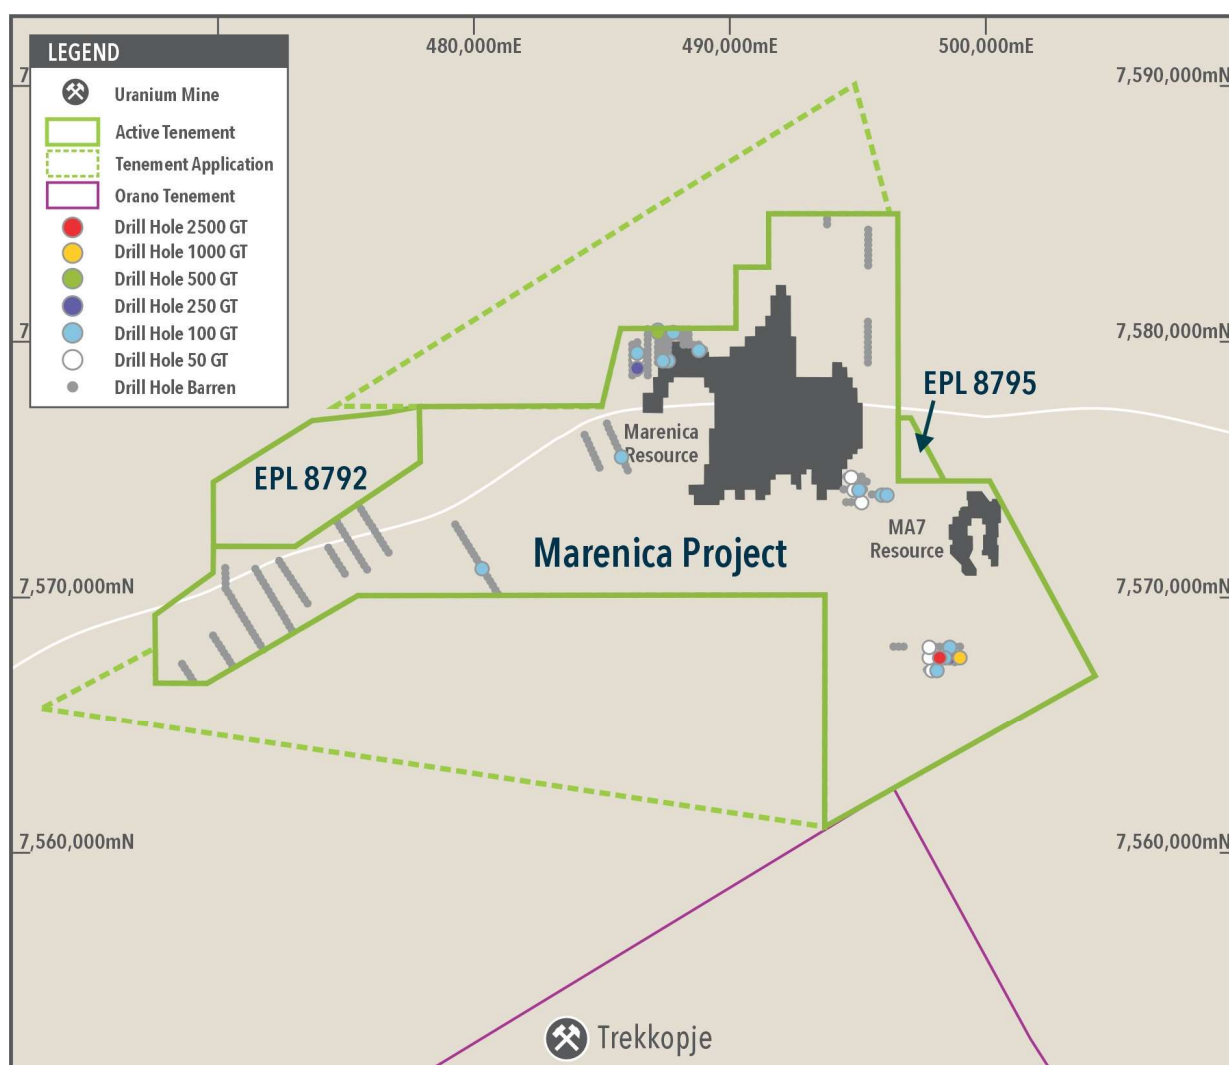 480,000mE
490,000mE
500,000mE
LEGEND
Uranium Mine
Active Tenement
Tenement Application
Orano Tenement
Drill Hole 2500 GT
Drill Hole 1000 GT
Drill Hole 500 GT
Drill Hole 250 GT
Drill Hole 100 GT
Drill Hole 50 GT
Drill Hole Barren
7
7,590,000mN
7
7,580,000mN
EPL 8795
Marenica
Resource
EPL 8792
MA7
Resource
Marenica Project
7,570,000mN
7,570,000mN
7,560,000mN
7,560,000mN
Trekkopje